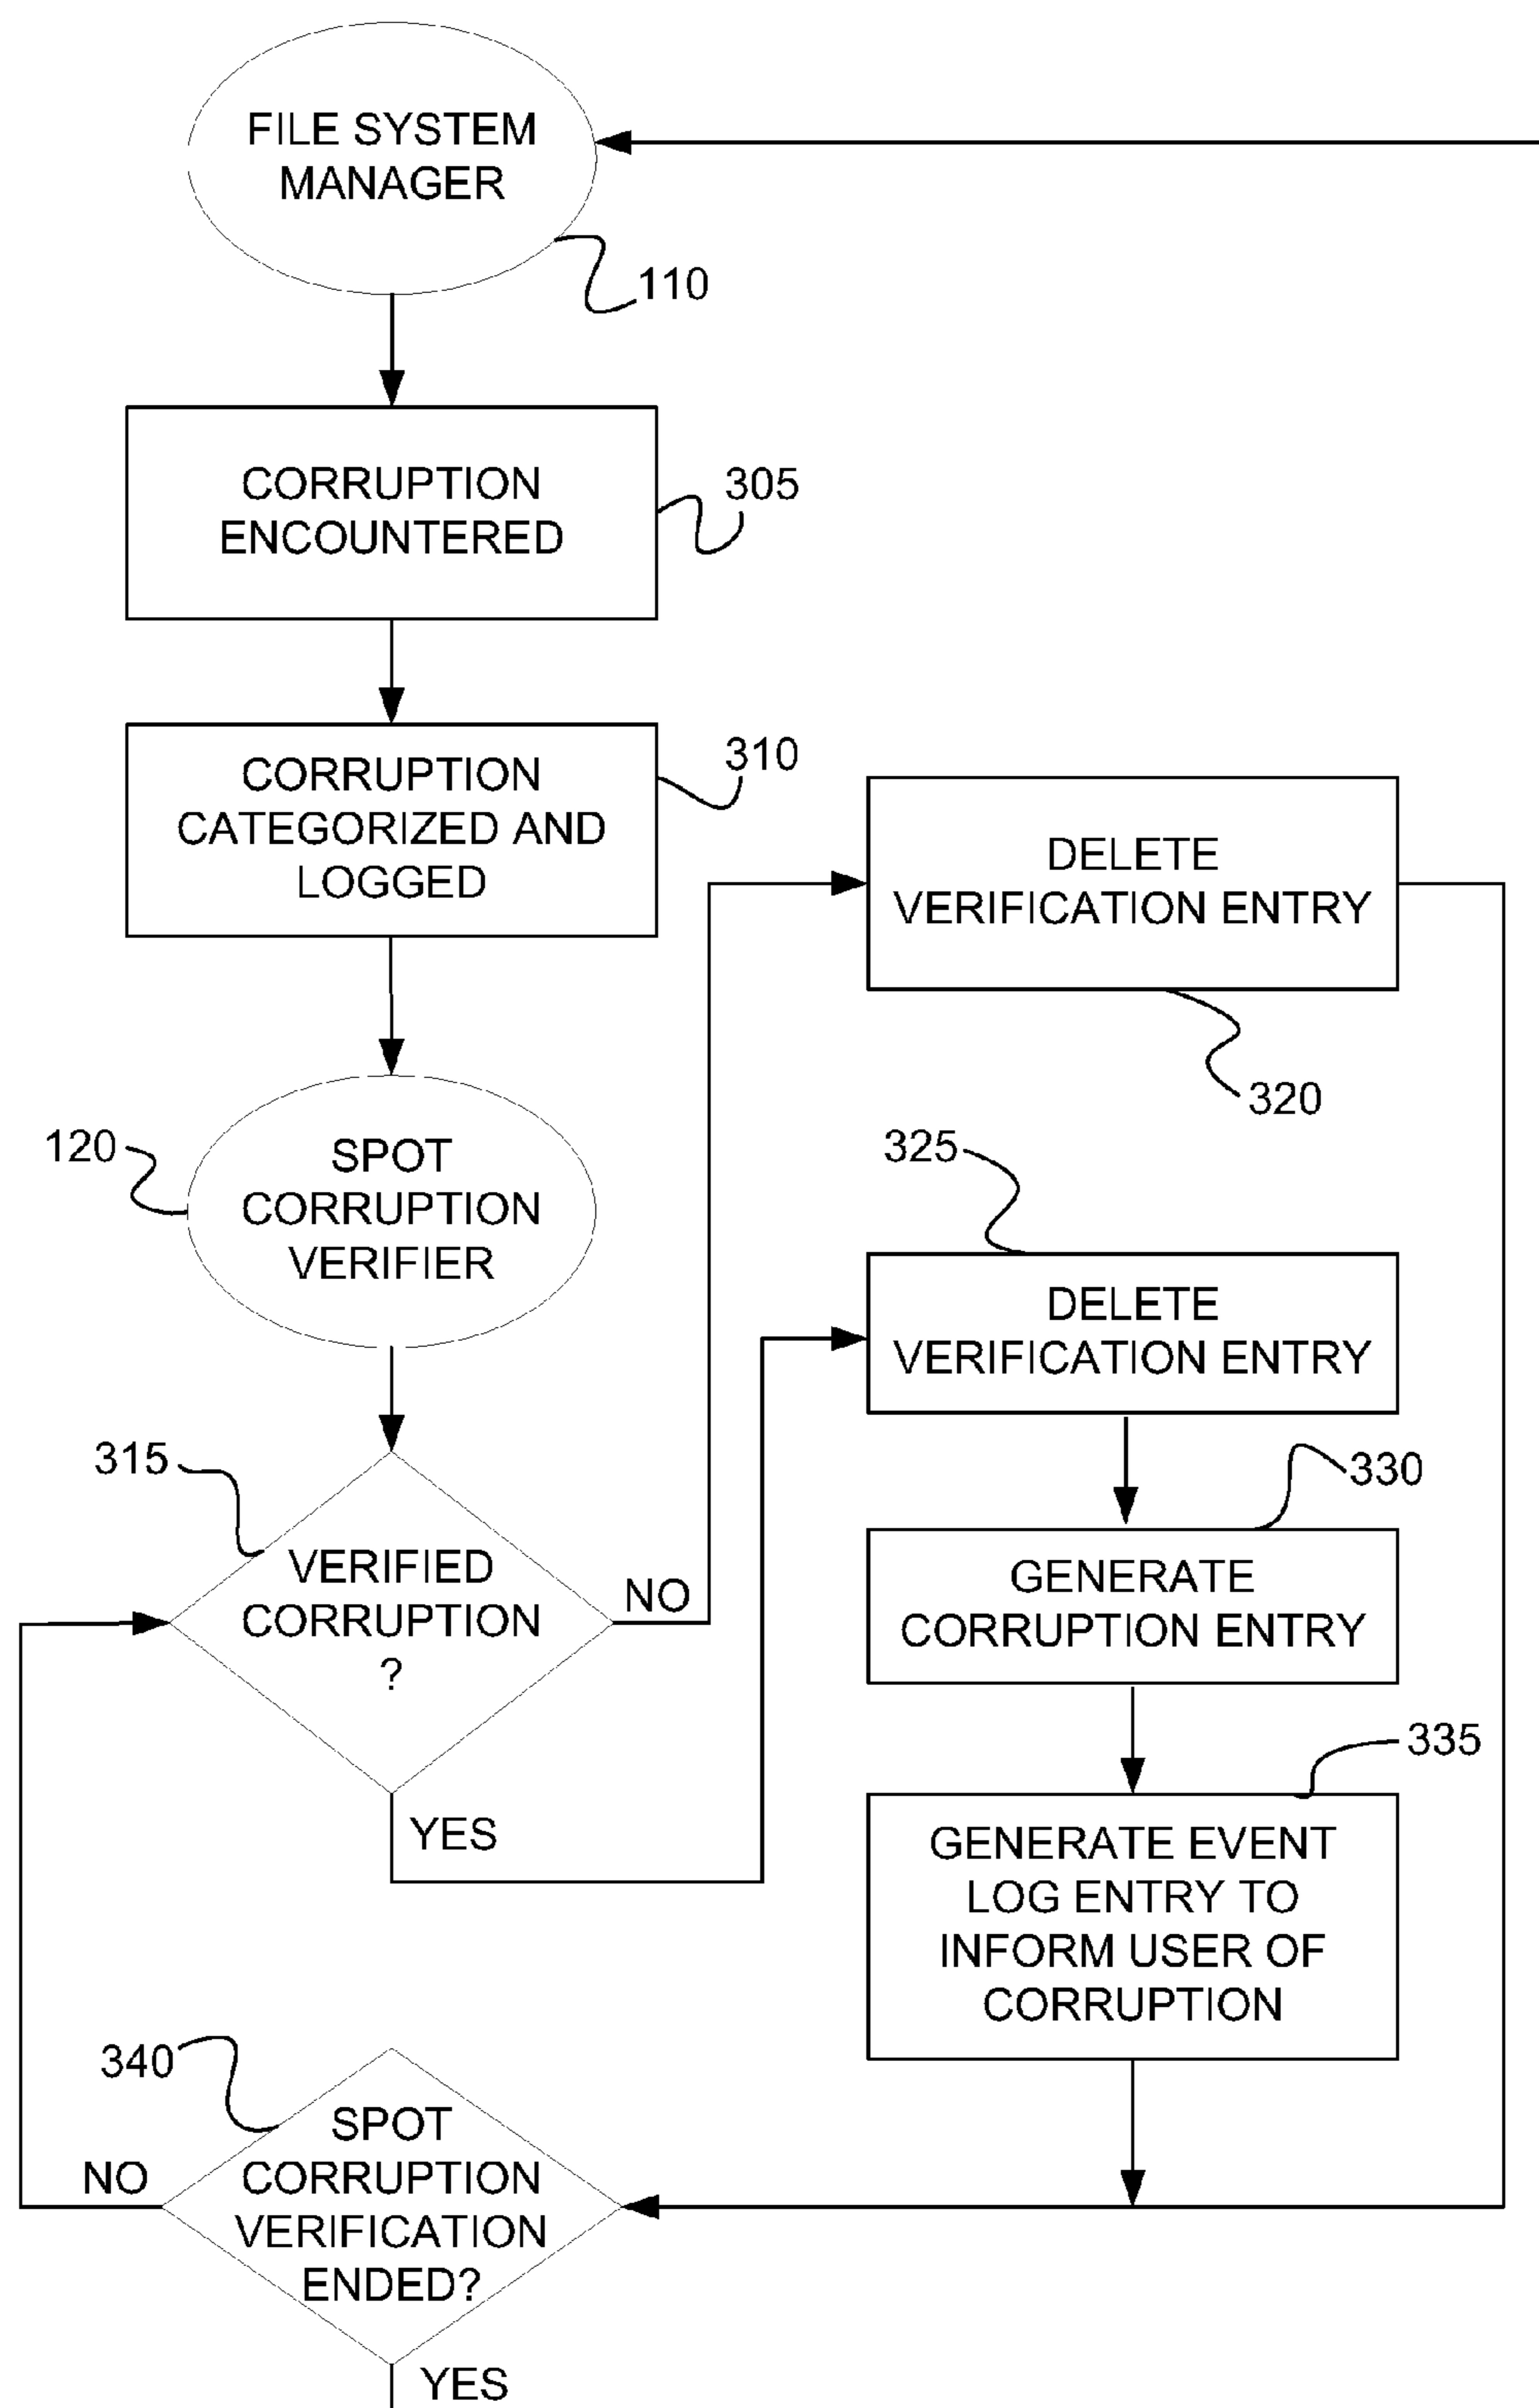 FILE SYSTEM
MANAGER
110
CORRUPTION
ENCOUNTERED
305
CORRUPTION
CATEGORIZED AND
LOGGED
310
DELETE
VERIFICATION ENTRY
320
120
SPOT
CORRUPTION
VERIFIER
325
DELETE
VERIFICATION ENTRY
315
VERIFIED
CORRUPTION
?
NO
YES
330
GENERATE
CORRUPTION ENTRY
335
GENERATE EVENT
LOG ENTRY TO
INFORM USER OF
CORRUPTION
340
SPOT
CORRUPTION
VERIFICATION
ENDED?
NO
YES